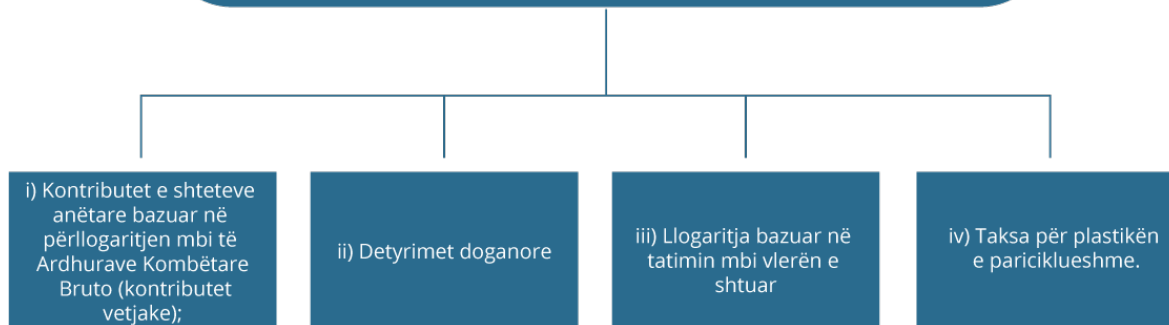 i) Kontributet e shteteve
anëtare bazuar në
përllogaritjen mbi të
Ardhurave Kombëtare
Bruto (kontributet
vetjake);
ii) Detyrimet doganore
iii) Llogaritja bazuar në
tatimin mbi vlerën e
shtuar
iv) Taksa për plastikën
e pariciklueshme.